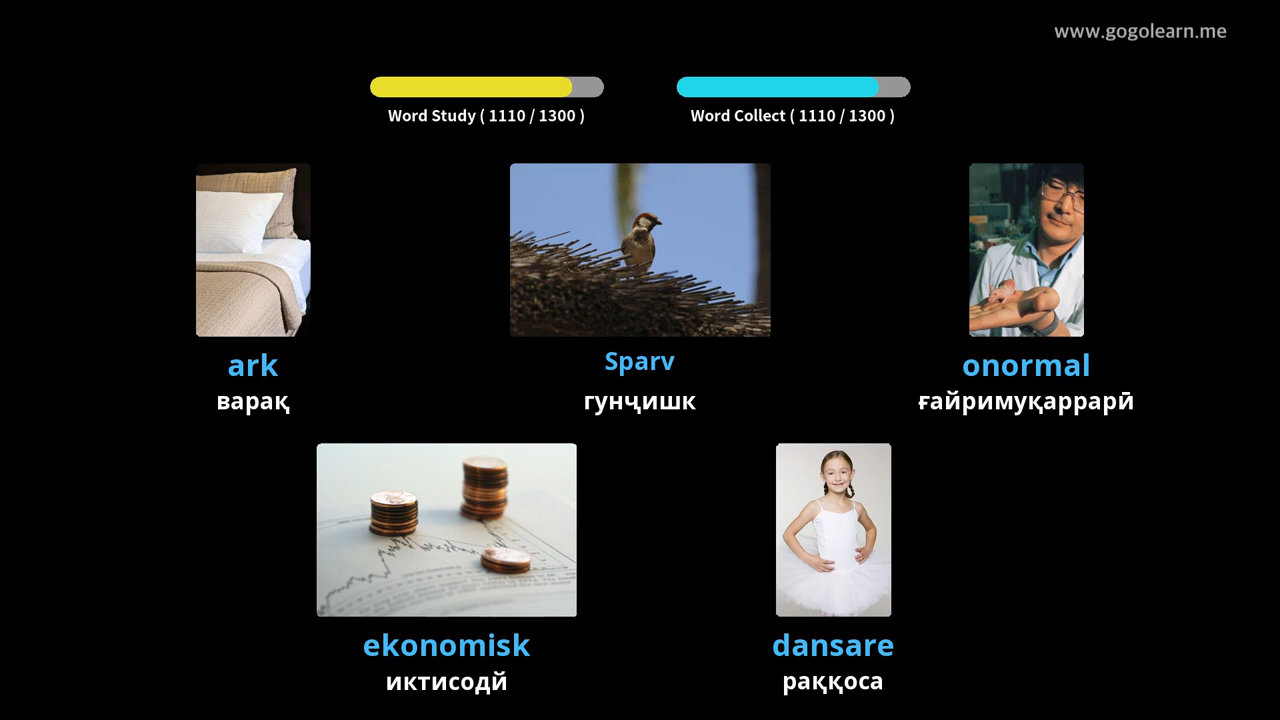 www.gogolearn.me
Word Study ( 1110 / 1300 )
Word Collect ( 1110 / 1300 )
ark
варақ
Sparv
гунҷишк
onormal
ғайримуқаррарӣ
ekonomisk
иктисодй
dansare
раққоса